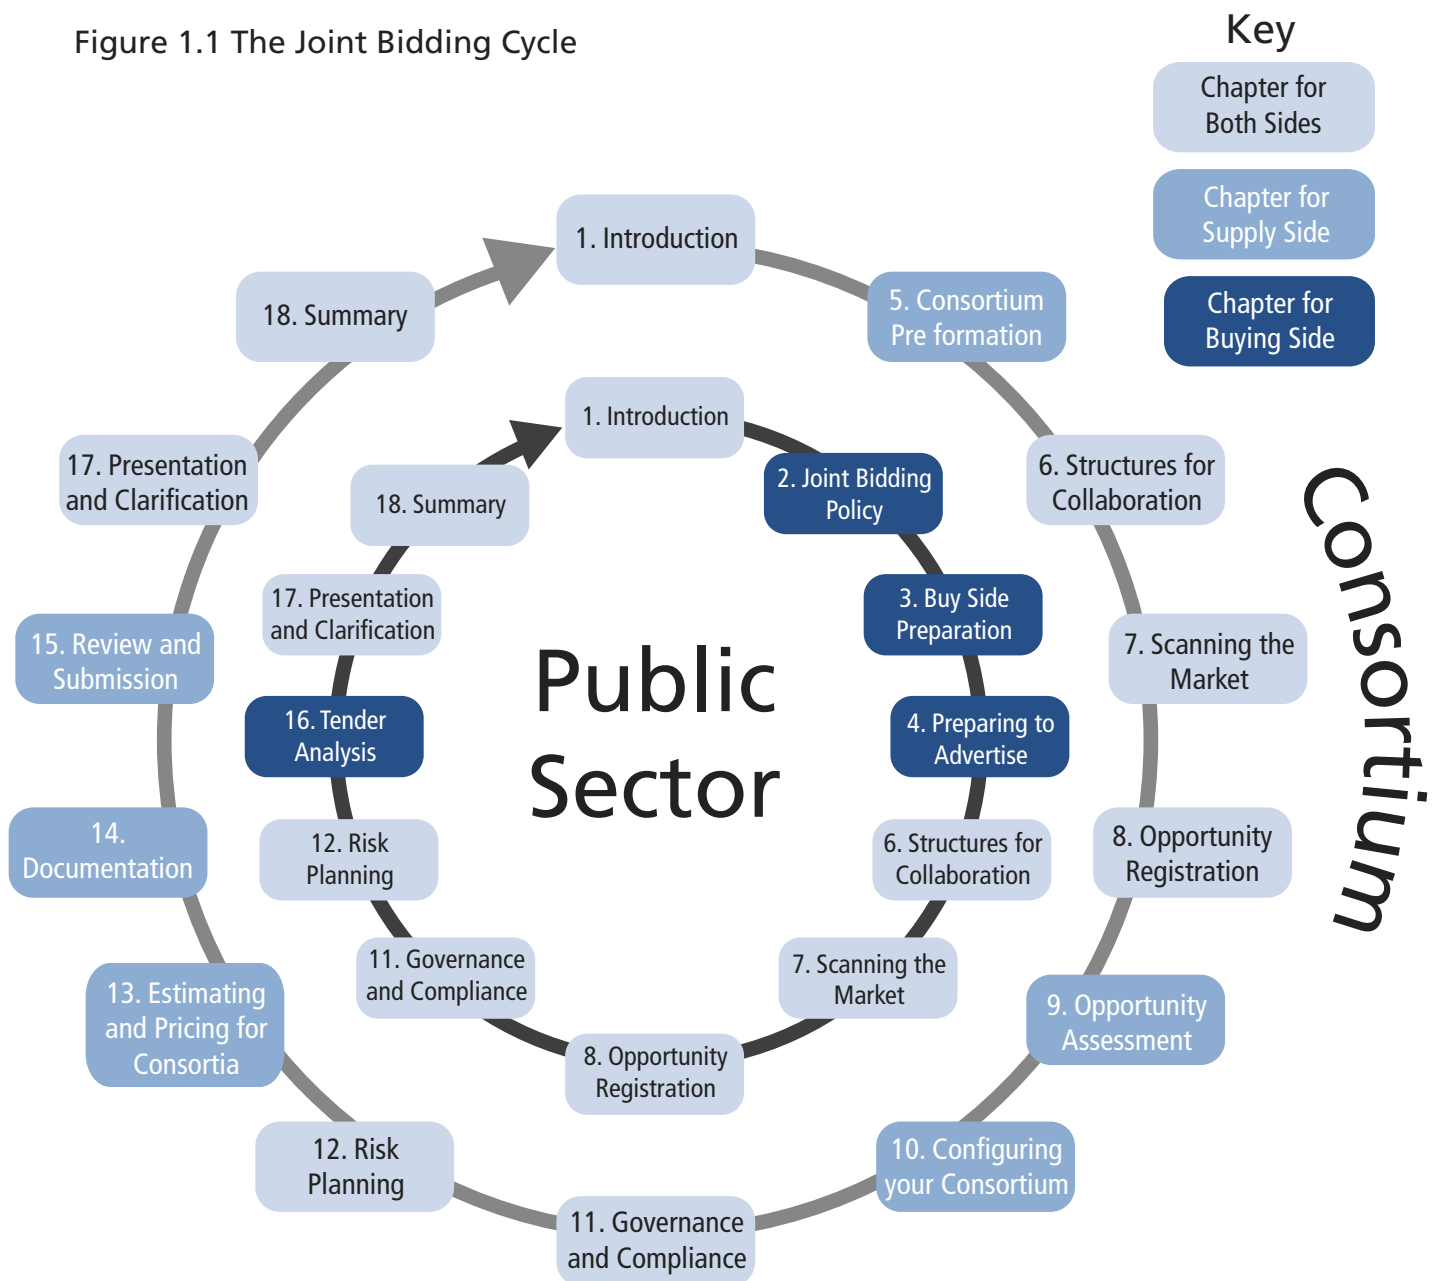 Figure 1.1 The Joint Bidding Cycle
Key
Chapter for
Both Sides
Chapter for
Supply Side
Chapter for
Buying Side
1. Introduction
5. Consortium
Pre formation
6. Structures for
Collaboration
7. Scanning the
Market
8. Opportunity
Registration
9. Opportunity
Assessment
10. Configuring
your Consortium
11. Governance
and Compliance
12. Risk
Planning
13. Estimating
and Pricing for
Consortia
14.
Documentation
15. Review and
Submission
17. Presentation
and Clarification
18. Summary
Consortium
1. Introduction
2. Joint Bidding
Policy
3. Buy Side
Preparation
4. Preparing to
Advertise
6. Structures for
Collaboration
7. Scanning the
Market
8. Opportunity
Registration
11. Governance
and Compliance
12. Risk
Planning
16. Tender
Analysis
17. Presentation
and Clarification
18. Summary
Public
Sector